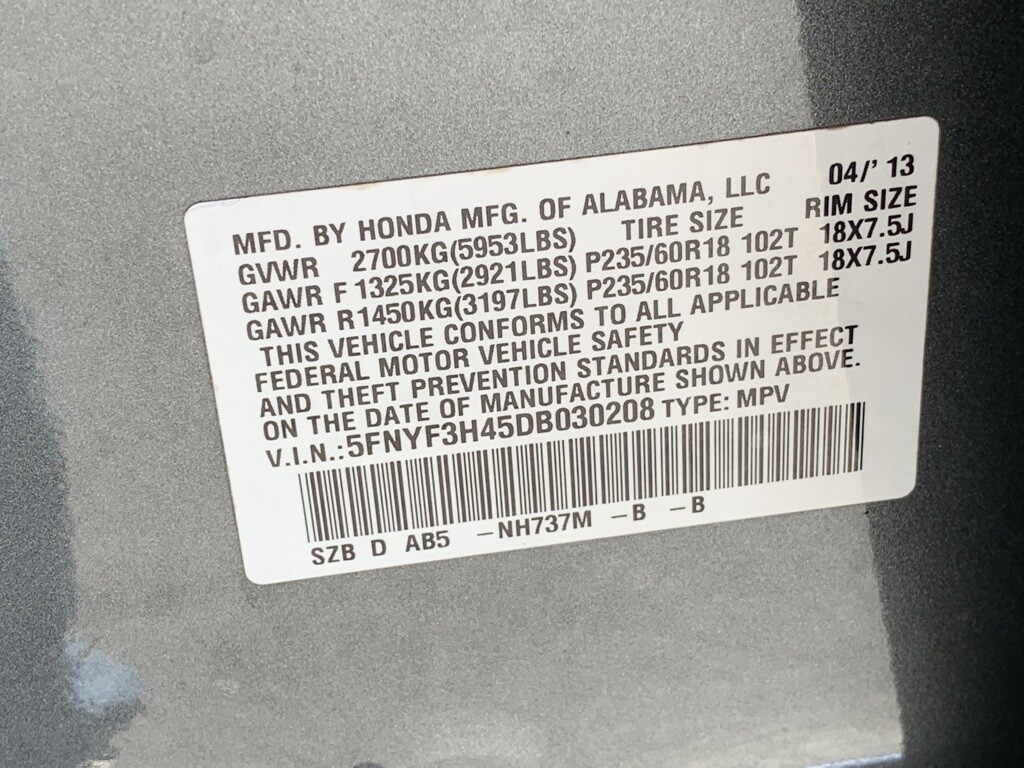 04/' 13
MFD. BY HONDA MFG. OF ALABAMA, LLC
GVWR 2700KG(5953LBS) TIRE SIZE RIM SIZE
GAWR F 1325KG(2921LBS) P235/60R18 102T 18X7.5J
GAWR R1450KG(3197LBS) P235/60R18 102T 18X7.5J
THIS VEHICLE CONFORMS TO ALL APPLICABLE
FEDERAL MOTOR VEHICLE SAFETY
AND THEFT PREVENTION STANDARDS IN EFFECT
ON THE DATE OF MANUFACTURE SHOWN ABOVE.
V.I.N.:5FNYF3H45DB030208 TYPE: MPV
SZB D AB5 -NH737M -B -B